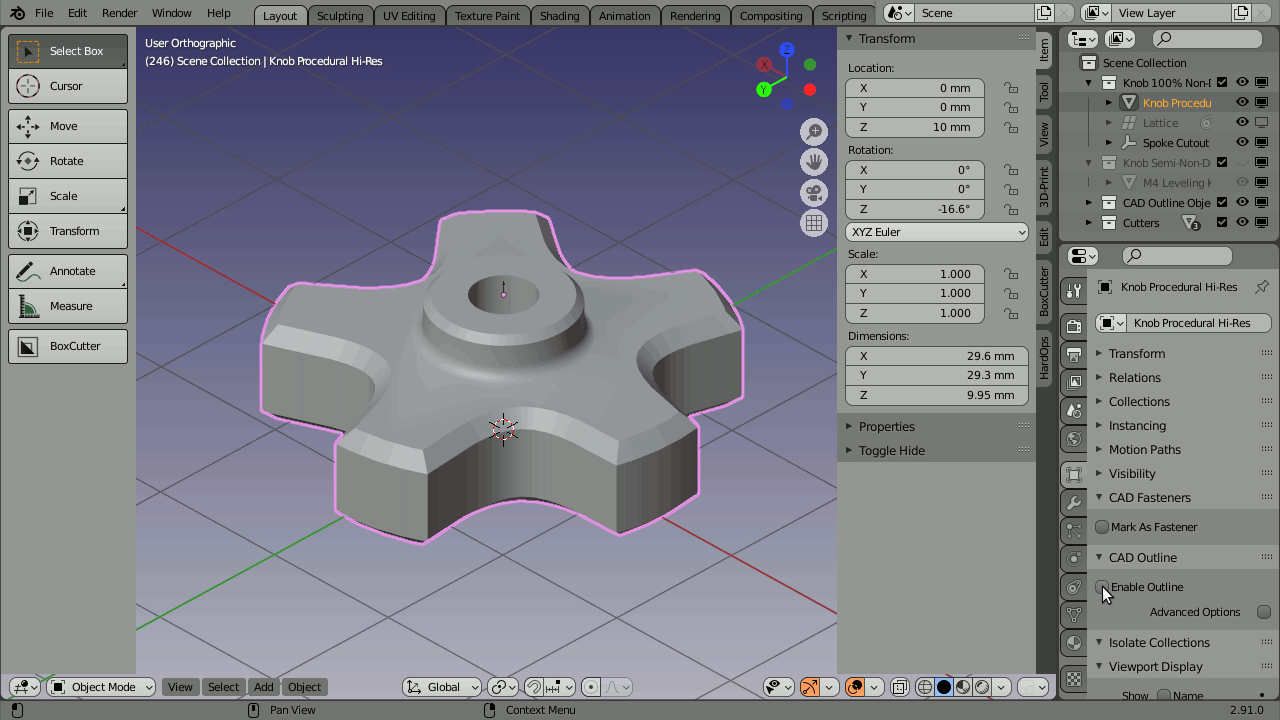 File Edit Render Window Help Layout Sculpting UV Editing Texture Paint Shading Animation Rendering Compositing Scripting Scene View Layer
Select Box
Cursor
Move
Rotate
Scale
Transform
Annotate
Measure
BoxCutter
User Orthographic
(246) Scene Collection | Knob Procedural Hi-Res
Z
X
Y
Transform
Location:
X 0 mm
Y 0 mm
Z 10 mm
Rotation:
X 0°
Y 0°
Z -16.6°
XYZ Euler
Scale:
X 1.000
Y 1.000
Z 1.000
Dimensions:
X 29.6 mm
Y 29.3 mm
Z 9.95 mm
Properties
Toggle Hide
Item
Tool
View
3D-Print
Edit
BoxCutter
HardOps
Scene Collection
Knob 100% Non-D
Knob Procedu
Lattice
Spoke Cutout
Knob Semi-Non-D
M4 Leveling
CAD Outline Obje
Cutters 3
Knob Procedural Hi-Res
Knob Procedural Hi-Res
Transform
Relations
Collections
Instancing
Motion Paths
Visibility
CAD Fasteners
Mark As Fastener
CAD Outline
Enable Outline
Advanced Options
Isolate Collections
Viewport Display
Show Name
Object Mode View Select Add Object Global
Pan View Context Menu 2.91.0